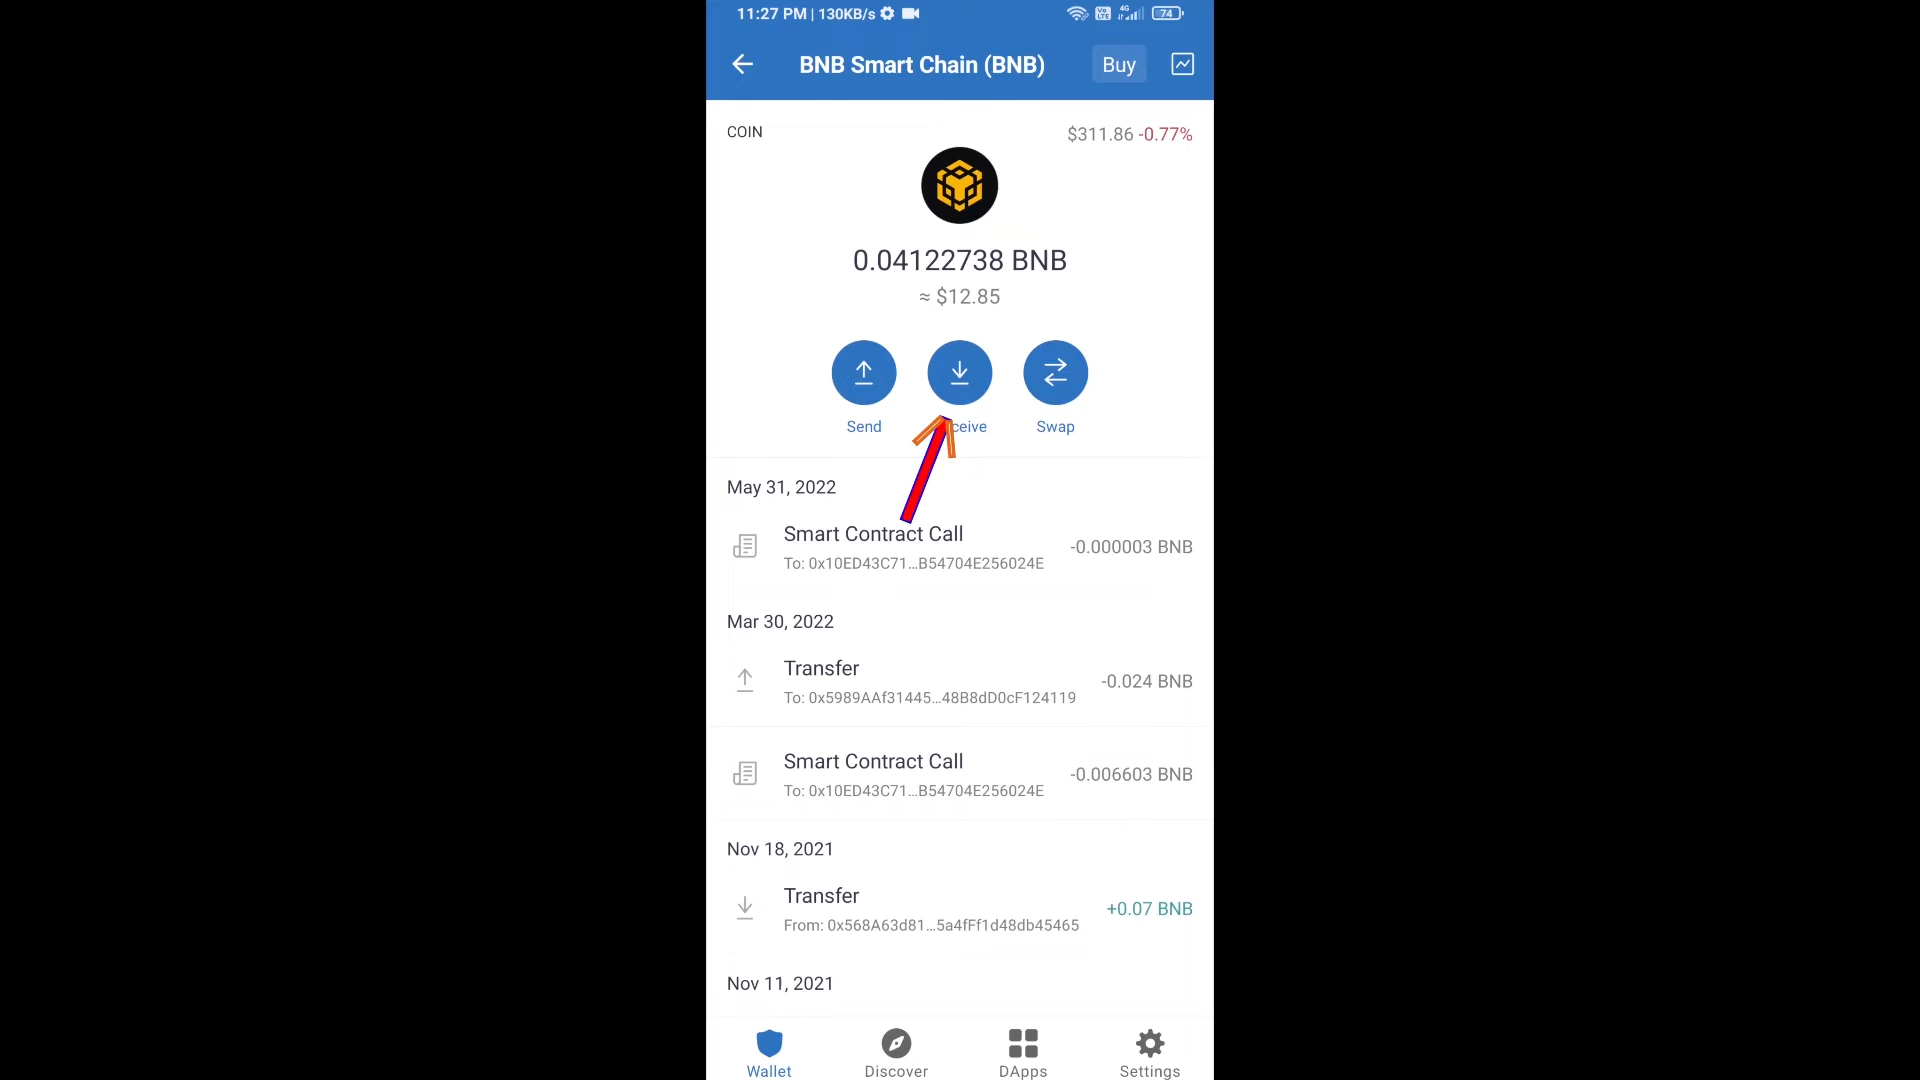 11:27 PM | 130KB/s
4G
74
BNB Smart Chain (BNB)
Buy
COIN
$311.86 -0.77%
0.04122738 BNB
≈ $12.85
Send
ceive
Swap
May 31, 2022
Smart Contract Call
-0.000003 BNB
To: 0x10ED43C71...B54704E256024E
Mar 30, 2022
Transfer
-0.024 BNB
To: 0x5989AAf31445...48B8dD0cF124119
Smart Contract Call
-0.006603 BNB
To: 0x10ED43C71...B54704E256024E
Nov 18, 2021
Transfer
+0.07 BNB
From: 0x568A63d81...5a4fFf1d48db45465
Nov 11, 2021
Wallet
Discover
DApps
Settings